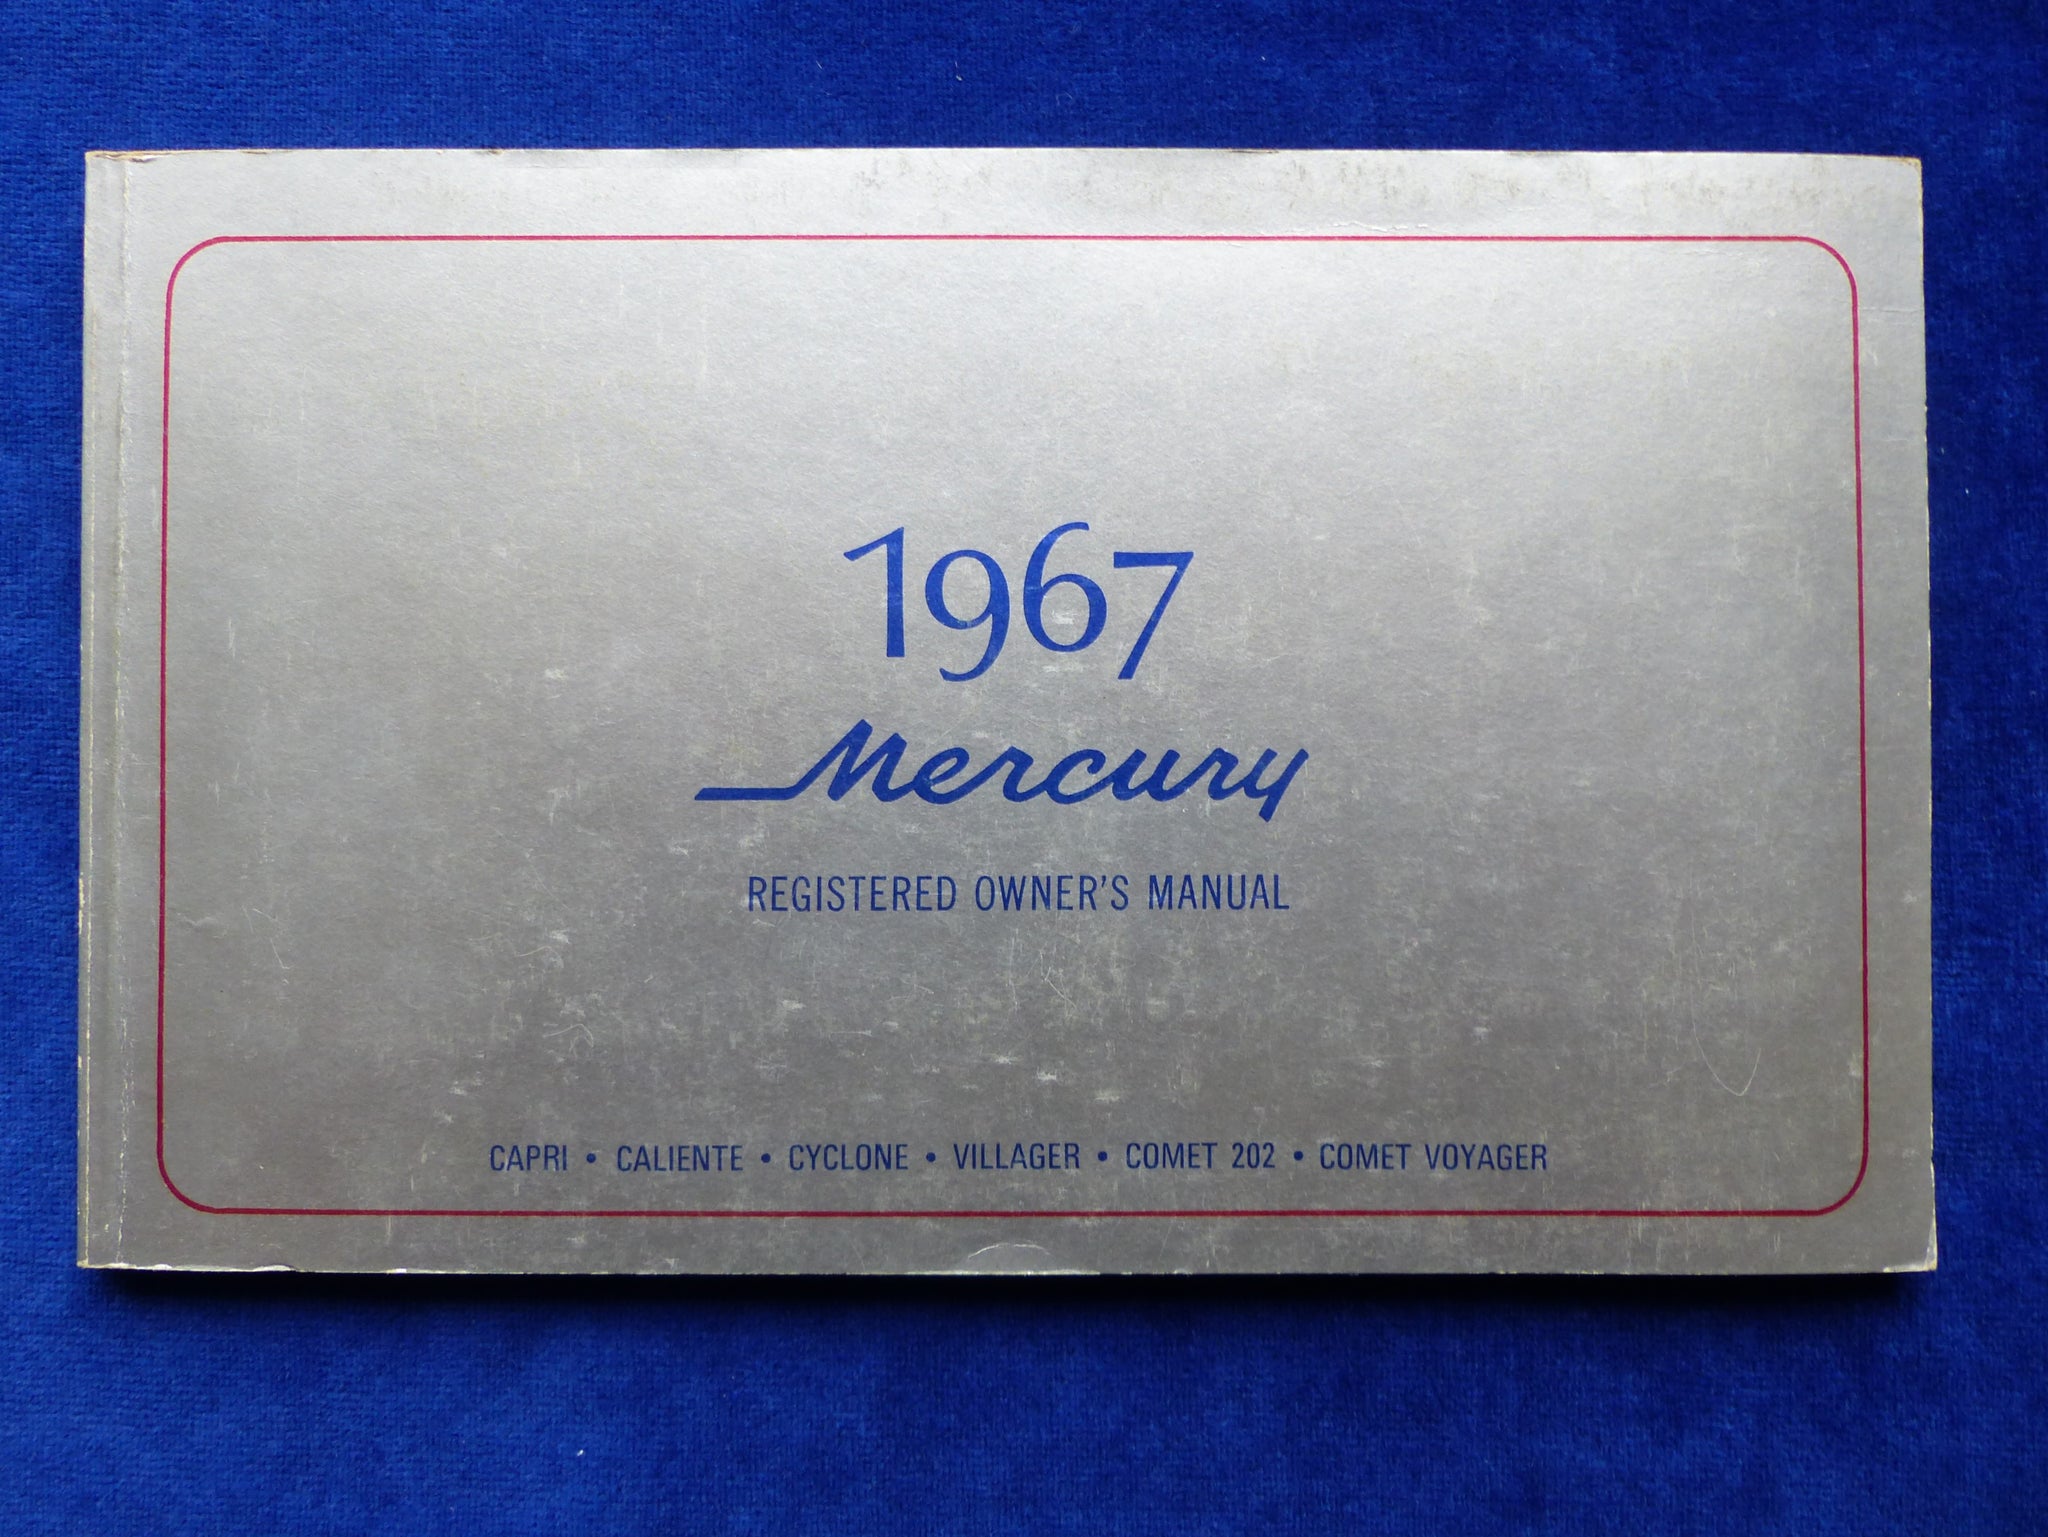 1967
Mercury
REGISTERED OWNER'S MANUAL
CAPRI • CALIENTE • CYCLONE • VILLAGER • COMET 202 • COMET VOYAGER